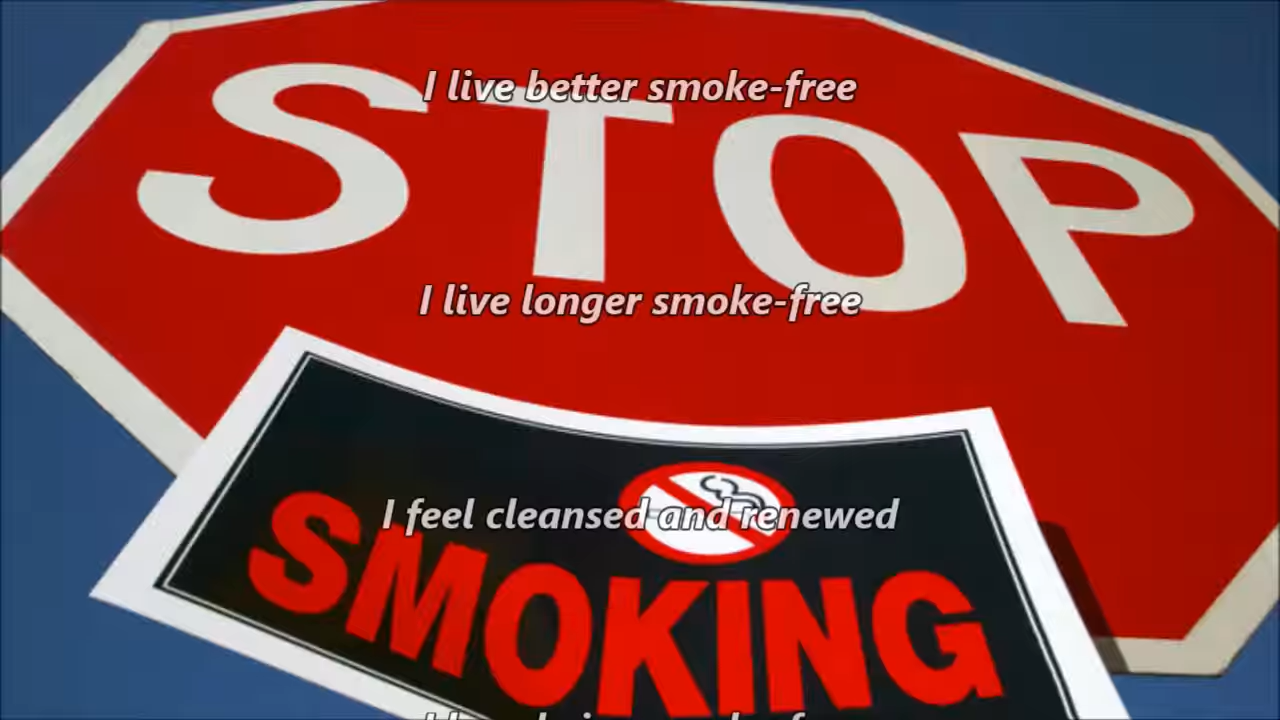 STOP
I live better smoke-free
I live longer smoke-free
I feel cleansed and renewed
SMOKING